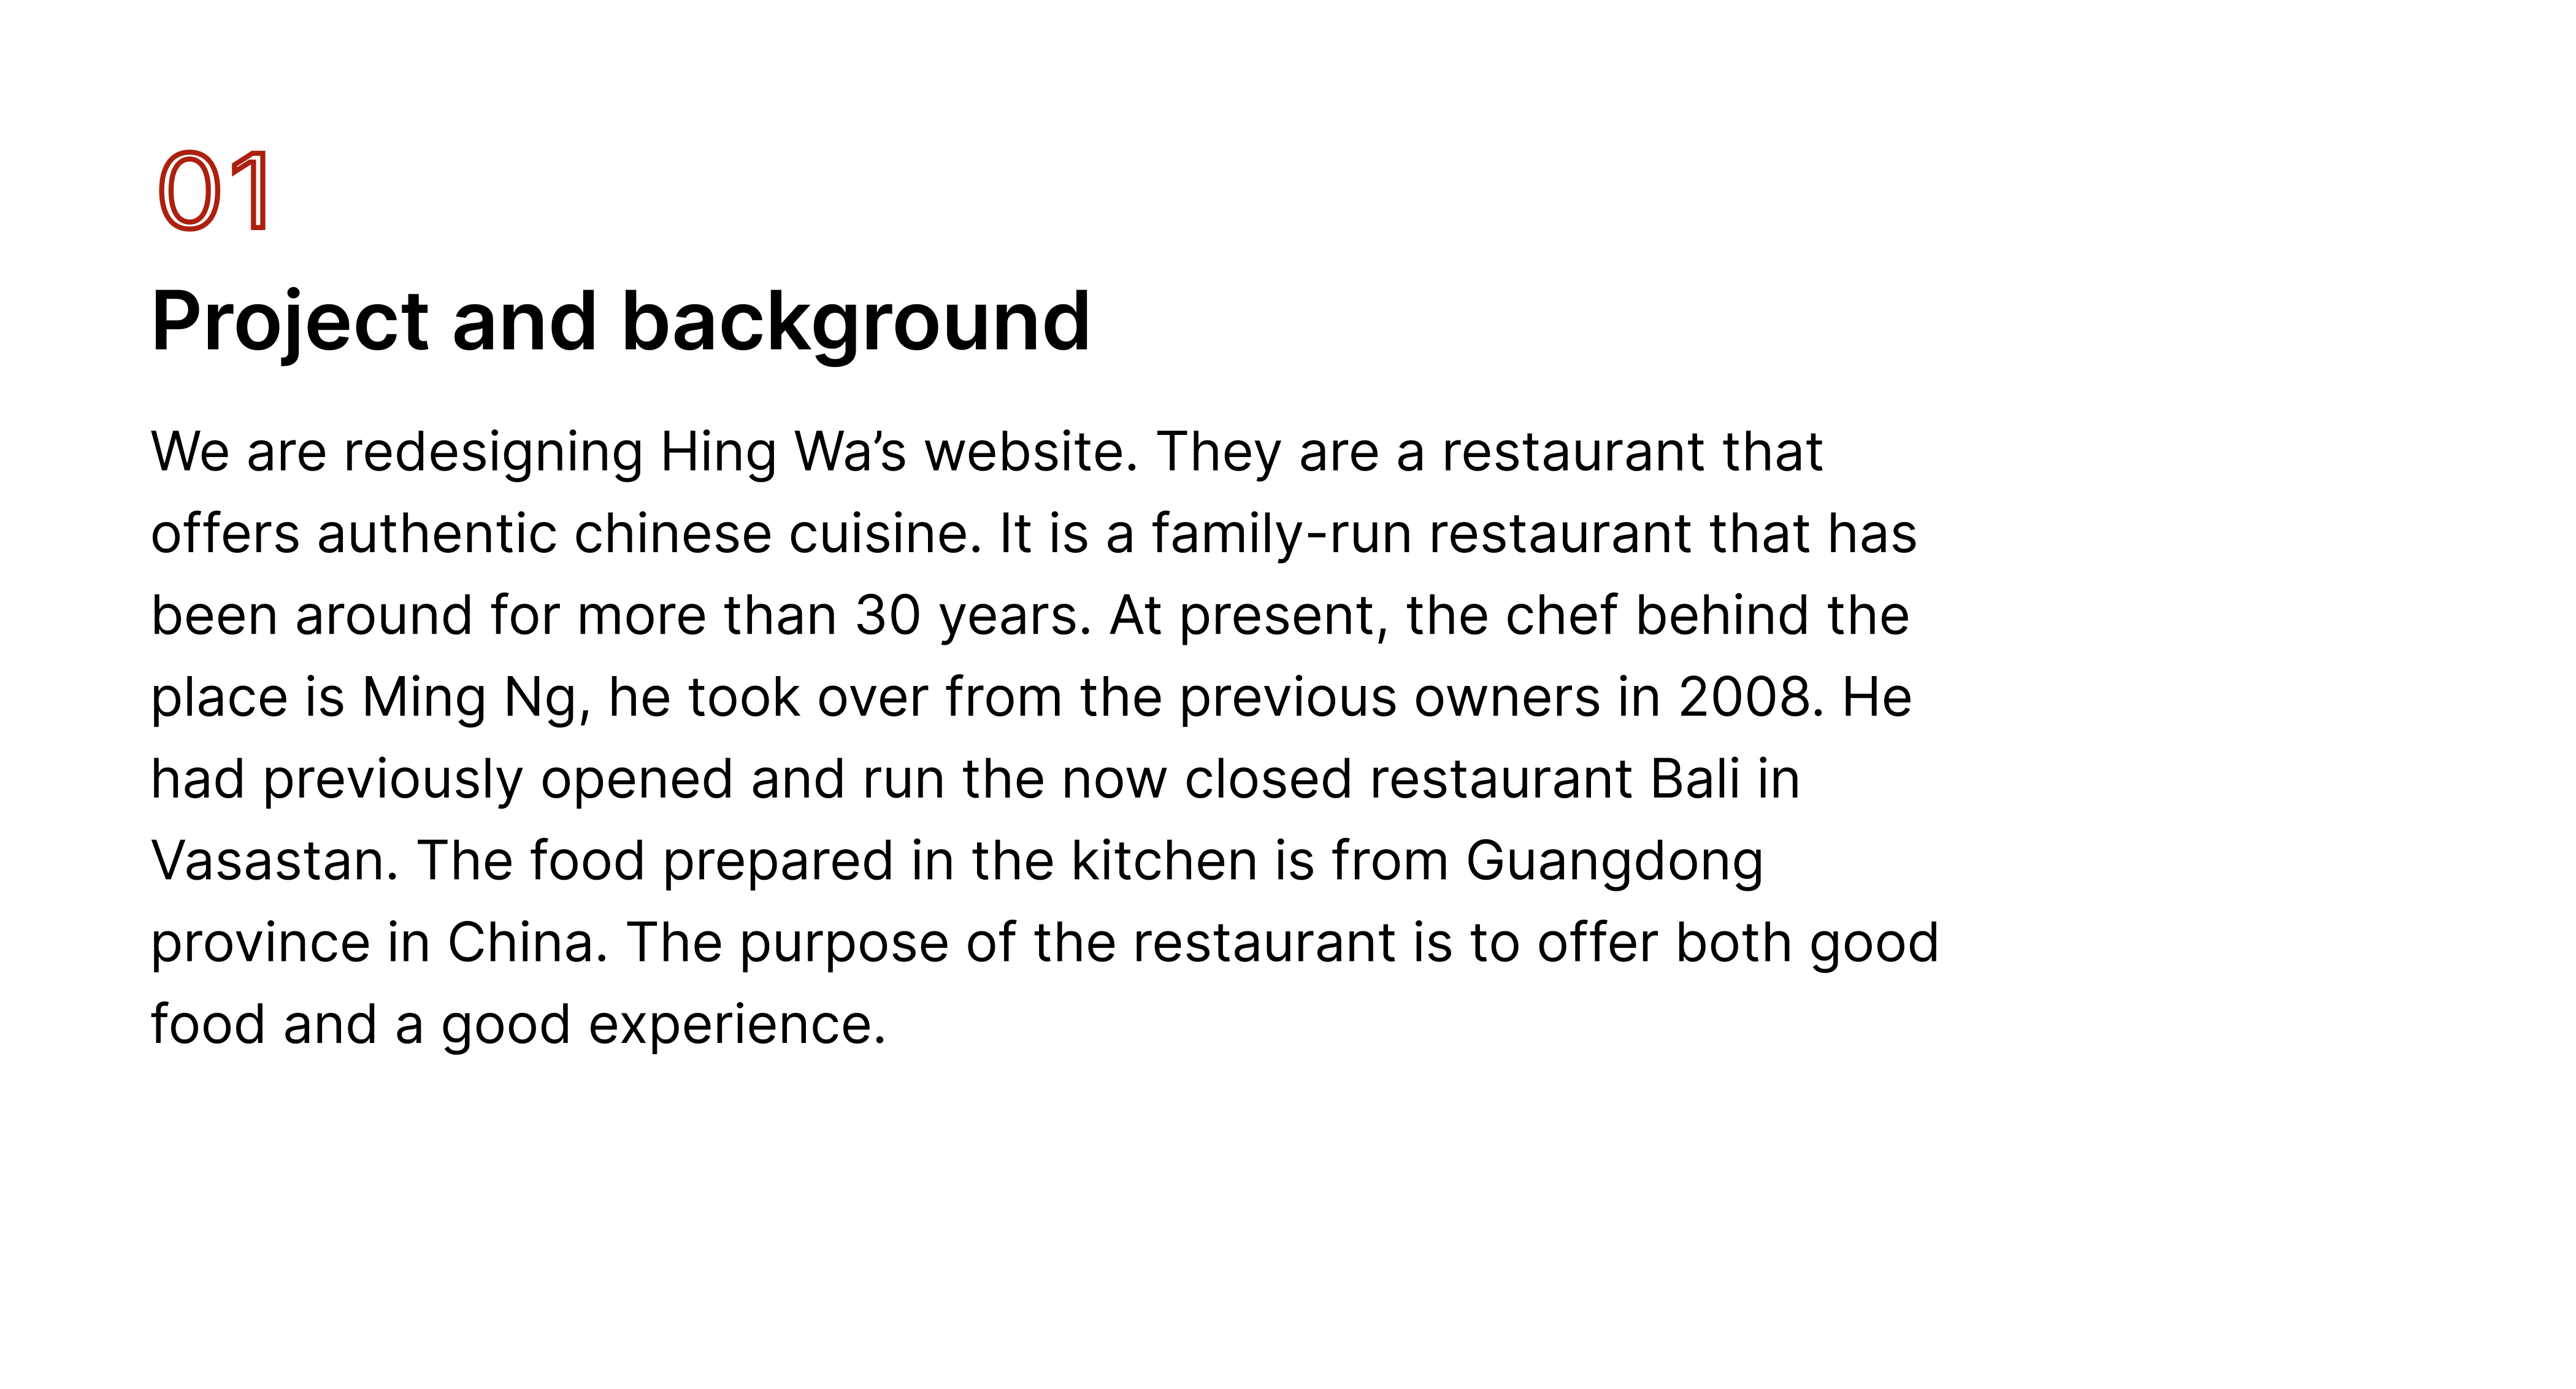 01
Project and background
We are redesigning Hing Wa’s website. They are a restaurant that
offers authentic chinese cuisine. It is a family-run restaurant that has
been around for more than 30 years. At present, the chef behind the
place is Ming Ng, he took over from the previous owners in 2008. He
had previously opened and run the now closed restaurant Bali in
Vasastan. The food prepared in the kitchen is from Guangdong
province in China. The purpose of the restaurant is to offer both good
food and a good experience.